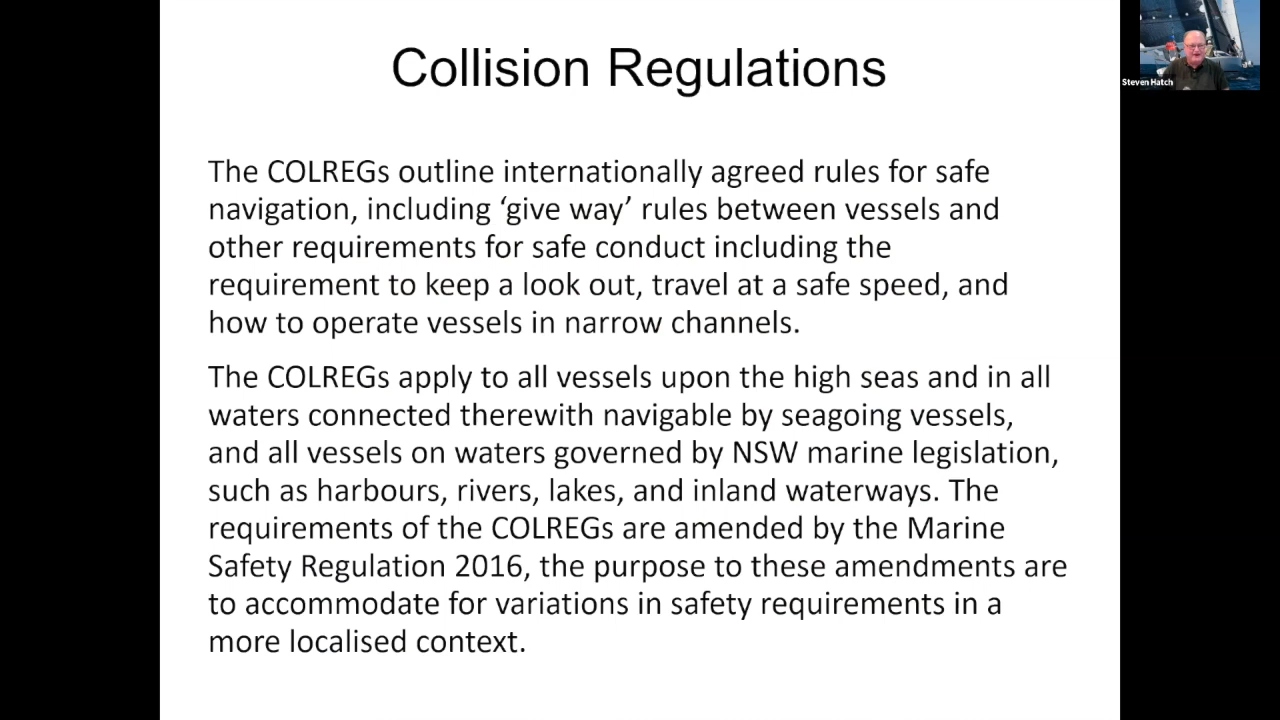 Collision Regulations
Steven Hatch
The COLREGs outline internationally agreed rules for safe
navigation, including ‘give way’ rules between vessels and
other requirements for safe conduct including the
requirement to keep a look out, travel at a safe speed, and
how to operate vessels in narrow channels.
The COLREGs apply to all vessels upon the high seas and in all
waters connected therewith navigable by seagoing vessels,
and all vessels on waters governed by NSW marine legislation,
such as harbours, rivers, lakes, and inland waterways. The
requirements of the COLREGs are amended by the Marine
Safety Regulation 2016, the purpose to these amendments are
to accommodate for variations in safety requirements in a
more localised context.